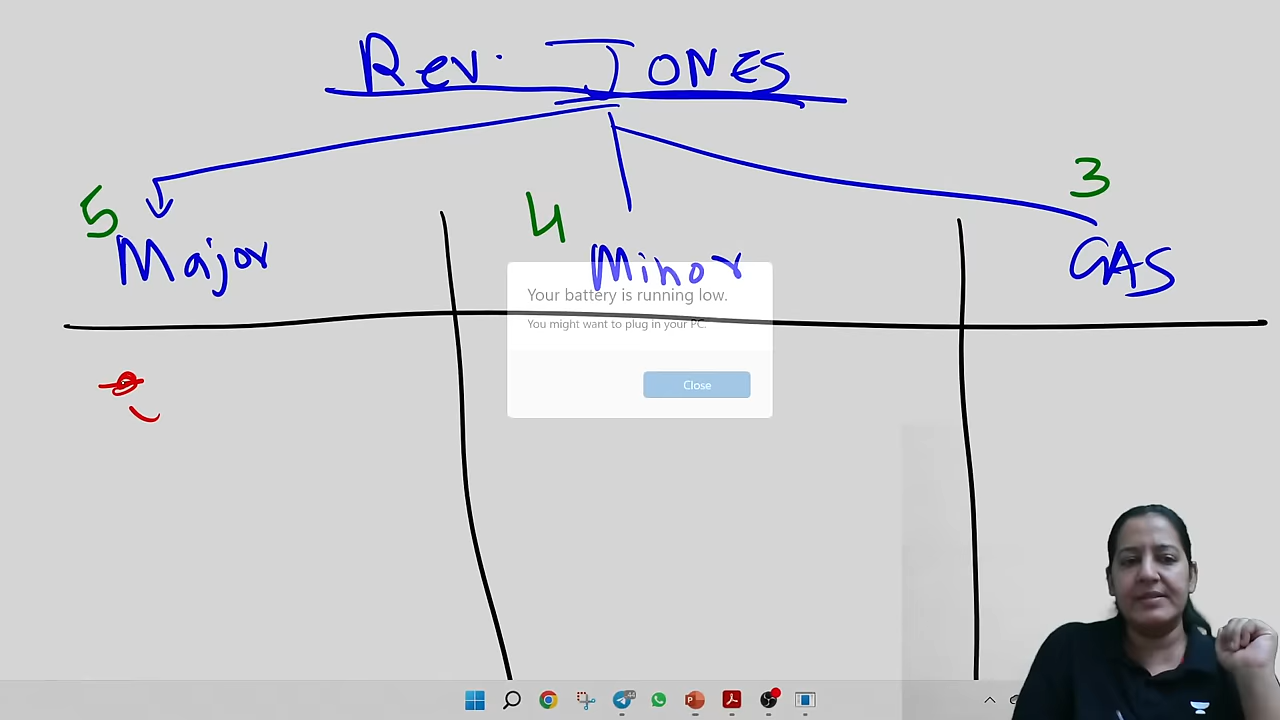 Rev. JONES
5
4
3
Major
Minor
GAS
Your battery is running low.
You might want to plug in your PC.
Close